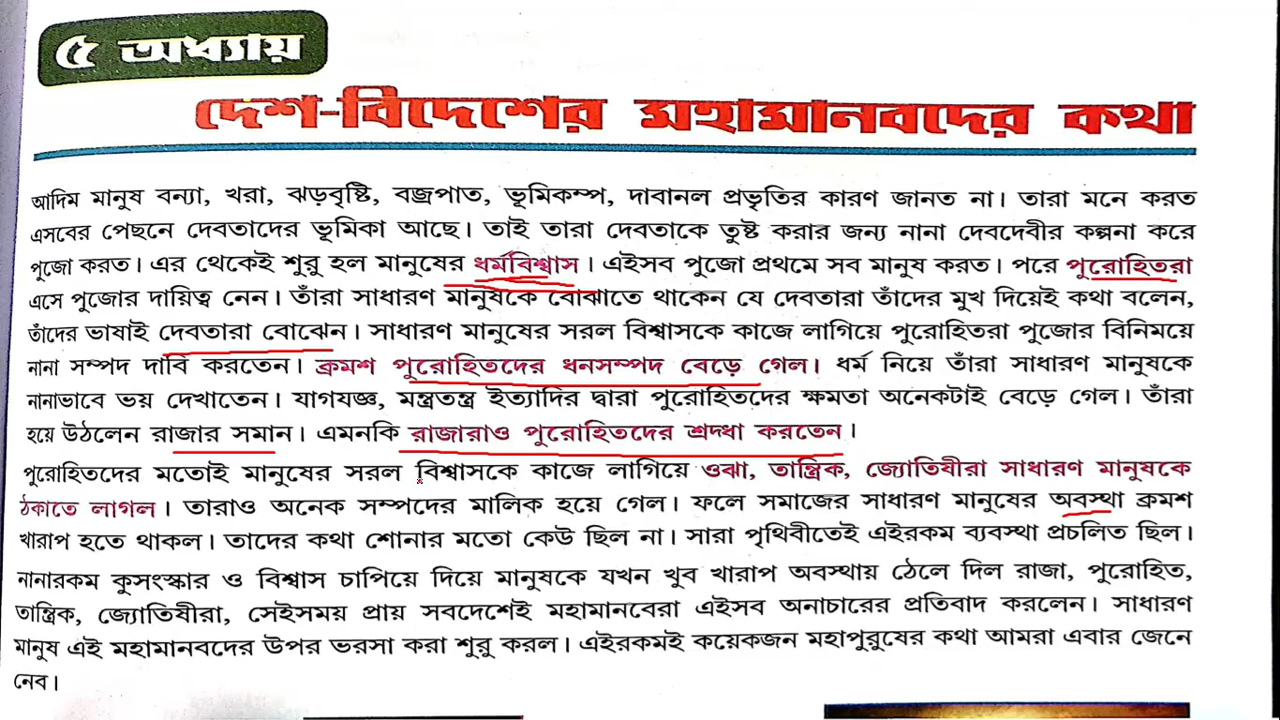 ৫ অধ্যায়
দেশ-বিদেশের মহামানবদের কথা
আদিম মানুষ বন্যা, খরা, ঝড়বৃষ্টি, বজ্রপাত, ভূমিকম্প, দাবানল প্রভৃতির কারণ জানত না। তারা মনে করত
এসবের পেছনে দেবতাদের ভূমিকা আছে। তাই তারা দেবতাকে তুষ্ট করার জন্য নানা দেবদেবীর কল্পনা করে
পুজো করত। এর থেকেই শুরু হল মানুষের ধর্মবিশ্বাস। এইসব পুজো প্রথমে সব মানুষ করত। পরে পুরোহিতরা
এসে পুজোর দায়িত্ব নেন। তাঁরা সাধারণ মানুষকে বোঝাতে থাকেন যে দেবতারা তাঁদের মুখ দিয়েই কথা বলেন,
তাঁদের ভাষাই দেবতারা বোঝেন। সাধারণ মানুষের সরল বিশ্বাসকে কাজে লাগিয়ে পুরোহিতরা পুজোর বিনিময়ে
নানা সম্পদ দাবি করতেন। ক্রমশ পুরোহিতদের ধনসম্পদ বেড়ে গেল। ধর্ম নিয়ে তাঁরা সাধারণ মানুষকে
নানাভাবে ভয় দেখাতেন। যাগযজ্ঞ, মন্ত্রতন্ত্র ইত্যাদির দ্বারা পুরোহিতদের ক্ষমতা অনেকটাই বেড়ে গেল। তাঁরা
হয়ে উঠলেন রাজার সমান। এমনকি রাজারাও পুরোহিতদের শ্রদ্ধা করতেন।
পুরোহিতদের মতোই মানুষের সরল বিশ্বাসকে কাজে লাগিয়ে ওঝা, তান্ত্রিক, জ্যোতিষীরা সাধারণ মানুষকে
ঠকাতে লাগল। তারাও অনেক সম্পদের মালিক হয়ে গেল। ফলে সমাজের সাধারণ মানুষের অবস্থা ক্রমশ
খারাপ হতে থাকল। তাদের কথা শোনার মতো কেউ ছিল না। সারা পৃথিবীতেই এইরকম ব্যবস্থা প্রচলিত ছিল।
নানারকম কুসংস্কার ও বিশ্বাস চাপিয়ে দিয়ে মানুষকে যখন খুব খারাপ অবস্থায় ঠেলে দিল রাজা, পুরোহিত,
তান্ত্রিক, জ্যোতিষীরা, সেইসময় প্রায় সবদেশেই মহামানবেরা এইসব অনাচারের প্রতিবাদ করলেন। সাধারণ
মানুষ এই মহামানবদের উপর ভরসা করা শুরু করল। এইরকমই কয়েকজন মহাপুরুষের কথা আমরা এবার জেনে
নেব।